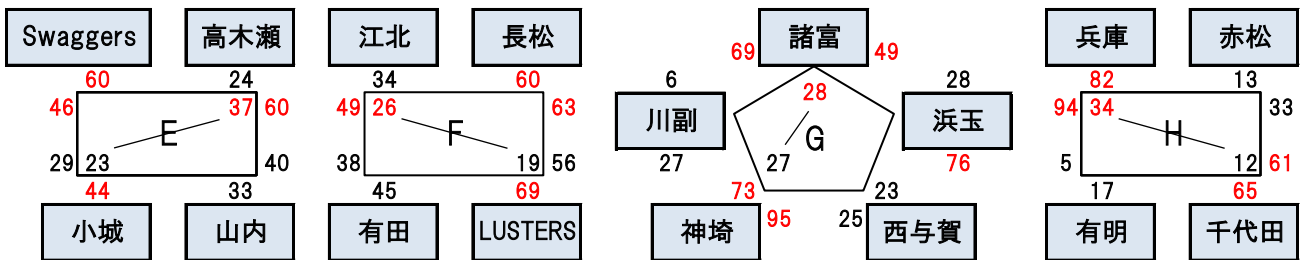 Swaggers 高木瀬 江北 長松 諸富 兵庫 赤松
69 49
60 24 34 60 6 28 82 13
46 37 60 49 26 63 28 94 34 33
川副 浜玉
E F G H
29 23 40 38 19 56 27 27 76 5 12 61
44 33 45 69 73 23 17 65
95 25
小城 山内 有田 LUSTERS 神埼 西与賀 有明 千代田